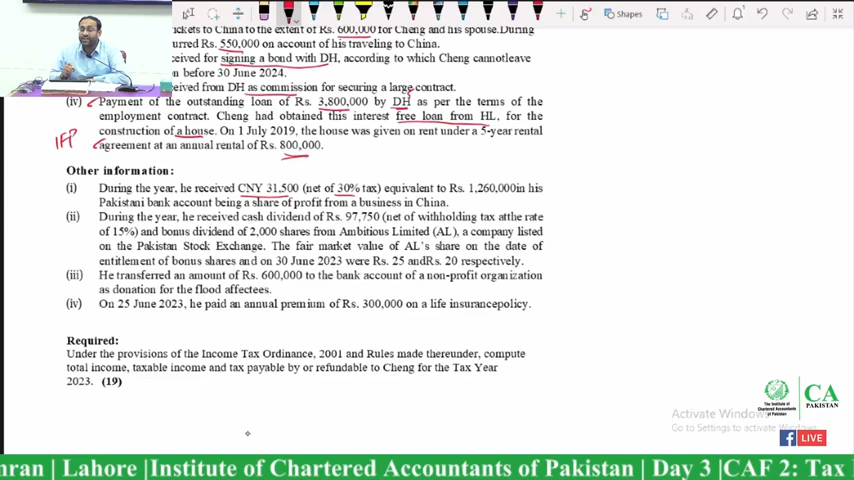 ckets to China to the extent of Rs. 600,000 for Cheng and his spouse.During
urred Rs. 550,000 on account of his traveling to China.
ceived for signing a bond with DH, according to which Cheng cannotleave
n before 30 June 2024.
ceived from DH as commission for securing a large contract.
(iv) Payment of the outstanding loan of Rs. 3,800,000 by DH as per the terms of the
employment contract. Cheng had obtained this interest free loan from HL, for the
construction of a house. On 1 July 2019, the house was given on rent under a 5-year rental
IFP agreement at an annual rental of Rs. 800,000.
Other information:
(i) During the year, he received CNY 31,500 (net of 30% tax) equivalent to Rs. 1,260,000in his
Pakistani bank account being a share of profit from a business in China.
(ii) During the year, he received cash dividend of Rs. 97,750 (net of withholding tax atthe rate
of 15%) and bonus dividend of 2,000 shares from Ambitious Limited (AL), a company listed
on the Pakistan Stock Exchange. The fair market value of AL's share on the date of
entitlement of bonus shares and on 30 June 2023 were Rs. 25 andRs. 20 respectively.
(iii) He transferred an amount of Rs. 600,000 to the bank account of a non-profit organization
as donation for the flood affectees.
(iv) On 25 June 2023, he paid an annual premium of Rs. 300,000 on a life insurancepolicy.
Required:
Under the provisions of the Income Tax Ordinance, 2001 and Rules made thereunder, compute
total income, taxable income and tax payable by or refundable to Cheng for the Tax Year
2023. (19)
Shapes
Activate Windows
Go to Settings to activate Windows.
The Institute of
Chartered Accountants
of Pakistan
CA
PAKISTAN
LIVE
nran | Lahore |Institute of Chartered Accountants of Pakistan | Day 3 |CAF 2: Tax